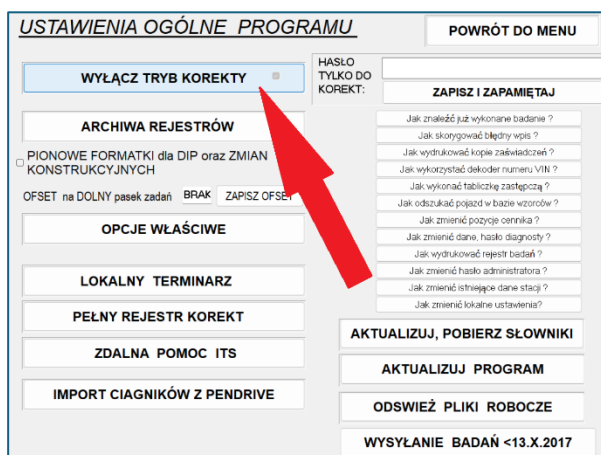 USTAWIENIA OGÓLNE PROGRAMU
POWRÓT DO MENU
WYŁĄCZ TRYB KOREKTY
HASŁO
TYLKO DO
KOREKT:
ZAPISZ I ZAPAMIĘTAJ
ARCHIWA REJESTRÓW
PIONOWE FORMATKI dla DIP oraz ZMIAN
KONSTRUKCYJNYCH
OFSET na DOLNY pasek zadań BRAK ZAPISZ OFSET
OPCJE WŁAŚCIWE
LOKALNY TERMINARZ
PEŁNY REJESTR KOREKT
ZDALNA POMOC ITS
IMPORT CIAGNIKÓW Z PENDRIVE
Jak znaleźć już wykonane badanie ?
Jak skorygować błędny wpis ?
Jak wydrukować kopie zaświadczeń ?
Jak wykorzystać dekoder numeru VIN ?
Jak wykonać tabliczkę zastępczą ?
Jak odszukać pojazd w bazie wzorców ?
Jak zmienić pozycje cennika ?
Jak zmienić dane, hasło diagnosty ?
Jak wydrukować rejestr badań ?
Jak zmienić hasło administratora ?
Jak zmienić istniejące dane stacji ?
Jak zmienić lokalne ustawienia?
AKTUALIZUJ, POBIERZ SŁOWNIKI
AKTUALIZUJ PROGRAM
ODSWIEŻ PLIKI ROBOCZE
WYSYŁANIE BADAŃ <13.X.2017